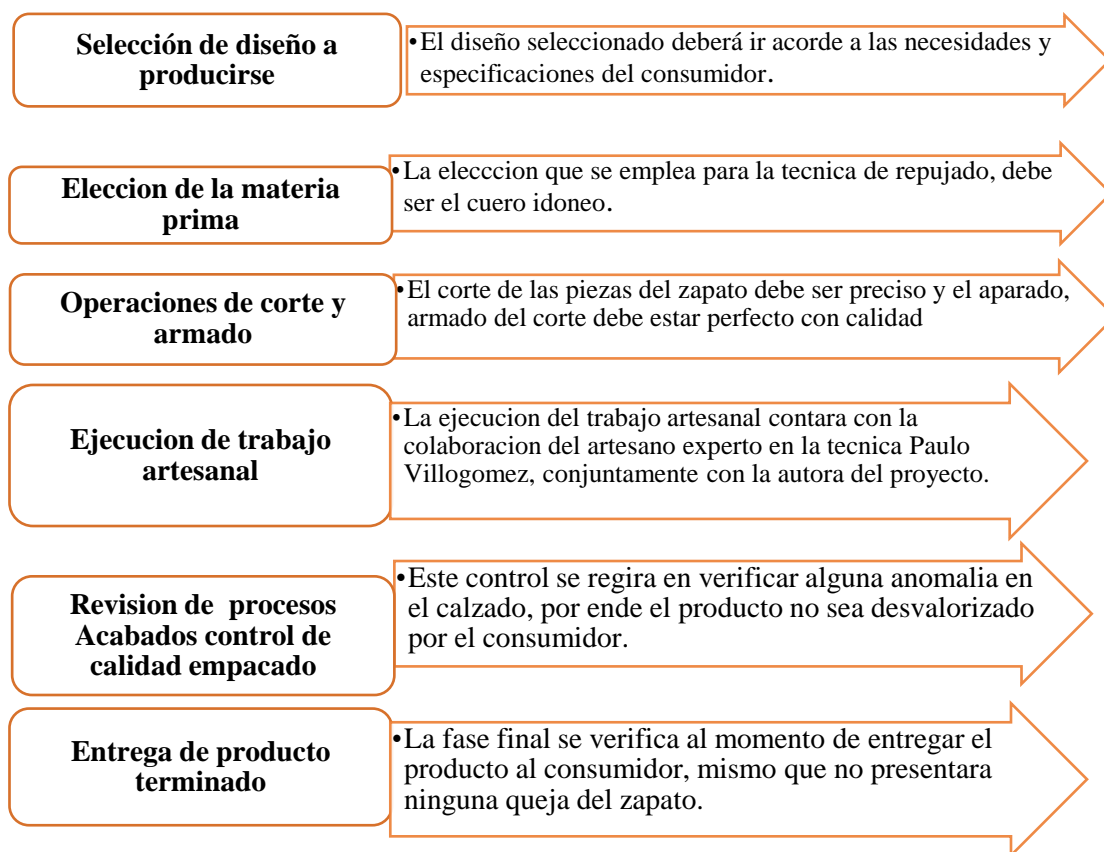 Selección de diseño a
producirse
•El diseño seleccionado deberá ir acorde a las necesidades y
especificaciones del consumidor.
Eleccion de la materia
prima
•La elecccion que se emplea para la tecnica de repujado, debe
ser el cuero idoneo.
Operaciones de corte y
armado
•El corte de las piezas del zapato debe ser preciso y el aparado,
armado del corte debe estar perfecto con calidad
Ejecucion de trabajo
artesanal
•La ejecucion del trabajo artesanal contara con la
colaboracion del artesano experto en la tecnica Paulo
Villogomez, conjuntamente con la autora del proyecto.
Revision de procesos
Acabados control de
calidad empacado
•Este control se regira en verificar alguna anomalia en
el calzado, por ende el producto no sea desvalorizado
por el consumidor.
Entrega de producto
terminado
•La fase final se verifica al momento de entregar el
producto al consumidor, mismo que no presentara
ninguna queja del zapato.